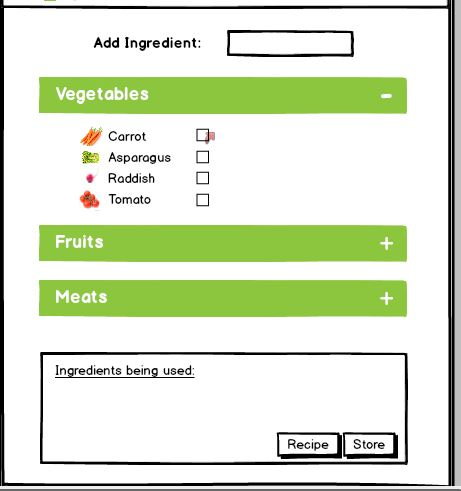 Add Ingredient:
Vegetables −
Carrot
Asparagus
Raddish
Tomato
Fruits +
Meats +
Ingredients being used:
Recipe Store